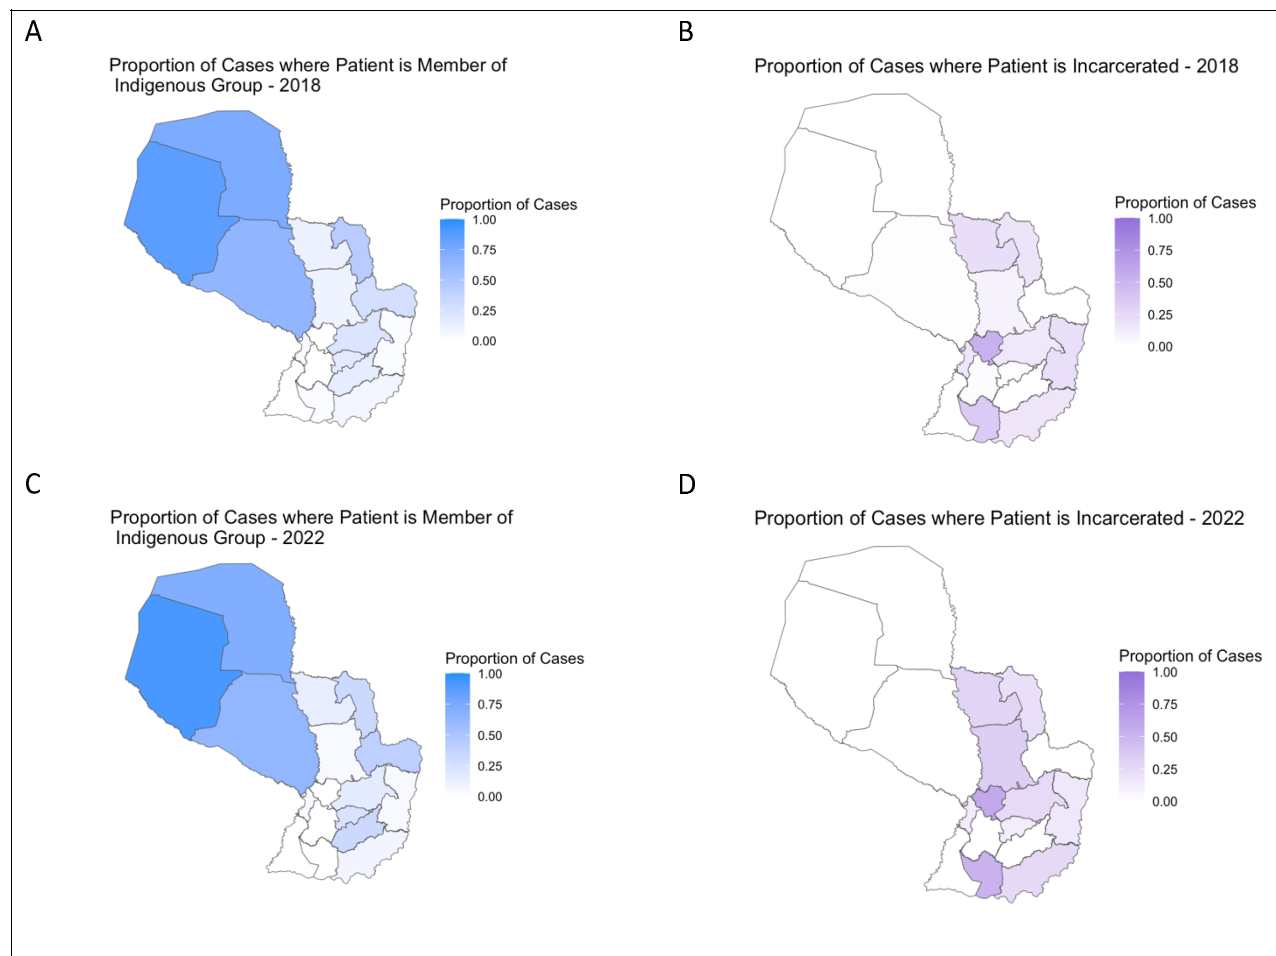 A
Proportion of Cases where Patient is Member of
Indigenous Group - 2018
Proportion of Cases
1.00
0.75
0.50
0.25
0.00
B
Proportion of Cases where Patient is Incarcerated - 2018
Proportion of Cases
1.00
0.75
0.50
0.25
0.00
C
Proportion of Cases where Patient is Member of
Indigenous Group - 2022
Proportion of Cases
1.00
0.75
0.50
0.25
0.00
D
Proportion of Cases where Patient is Incarcerated - 2022
Proportion of Cases
1.00
0.75
0.50
0.25
0.00